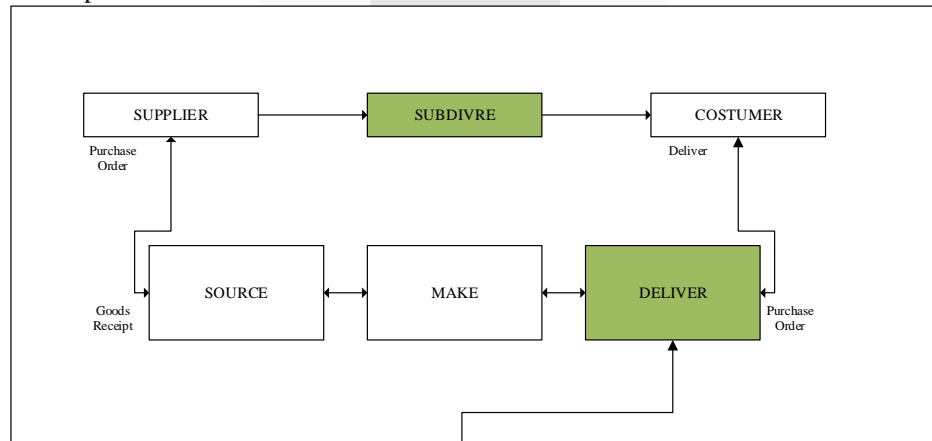 SUPPLIER
SUBDIVRE
COSTUMER
Purchase
Order
Deliver
SOURCE
MAKE
DELIVER
Goods
Receipt
Purchase
Order